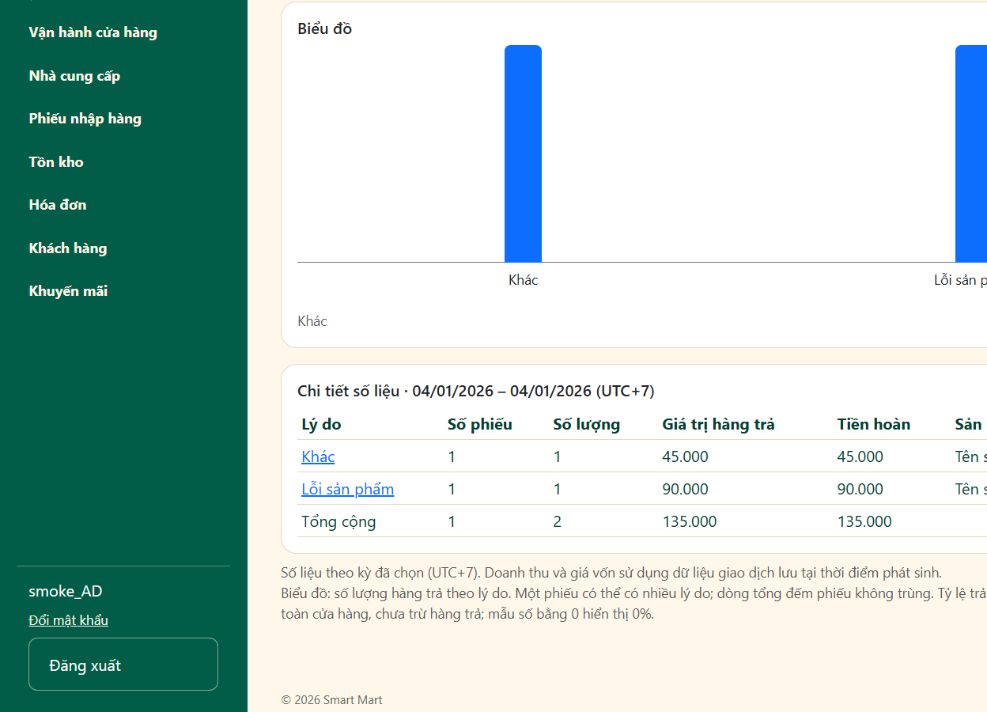 Vận hành cửa hàng
Nhà cung cấp
Phiếu nhập hàng
Tồn kho
Hóa đơn
Khách hàng
Khuyến mãi
smoke_AD
Đổi mật khẩu
Đăng xuất
Biểu đồ
Khác Lỗi sản p
Khác
Chi tiết số liệu · 04/01/2026 – 04/01/2026 (UTC+7)
Lý do Số phiếu Số lượng Giá trị hàng trả Tiền hoàn Sản
Khác 1 1 45.000 45.000 Tên s
Lỗi sản phẩm 1 1 90.000 90.000 Tên s
Tổng cộng 1 2 135.000 135.000
Số liệu theo kỳ đã chọn (UTC+7). Doanh thu và giá vốn sử dụng dữ liệu giao dịch lưu tại thời điểm phát sinh.
Biểu đồ: số lượng hàng trả theo lý do. Một phiếu có thể có nhiều lý do; dòng tổng đếm phiếu không trùng. Tỷ lệ trả
toàn cửa hàng, chưa trừ hàng trả; mẫu số bằng 0 hiển thị 0%.
© 2026 Smart Mart